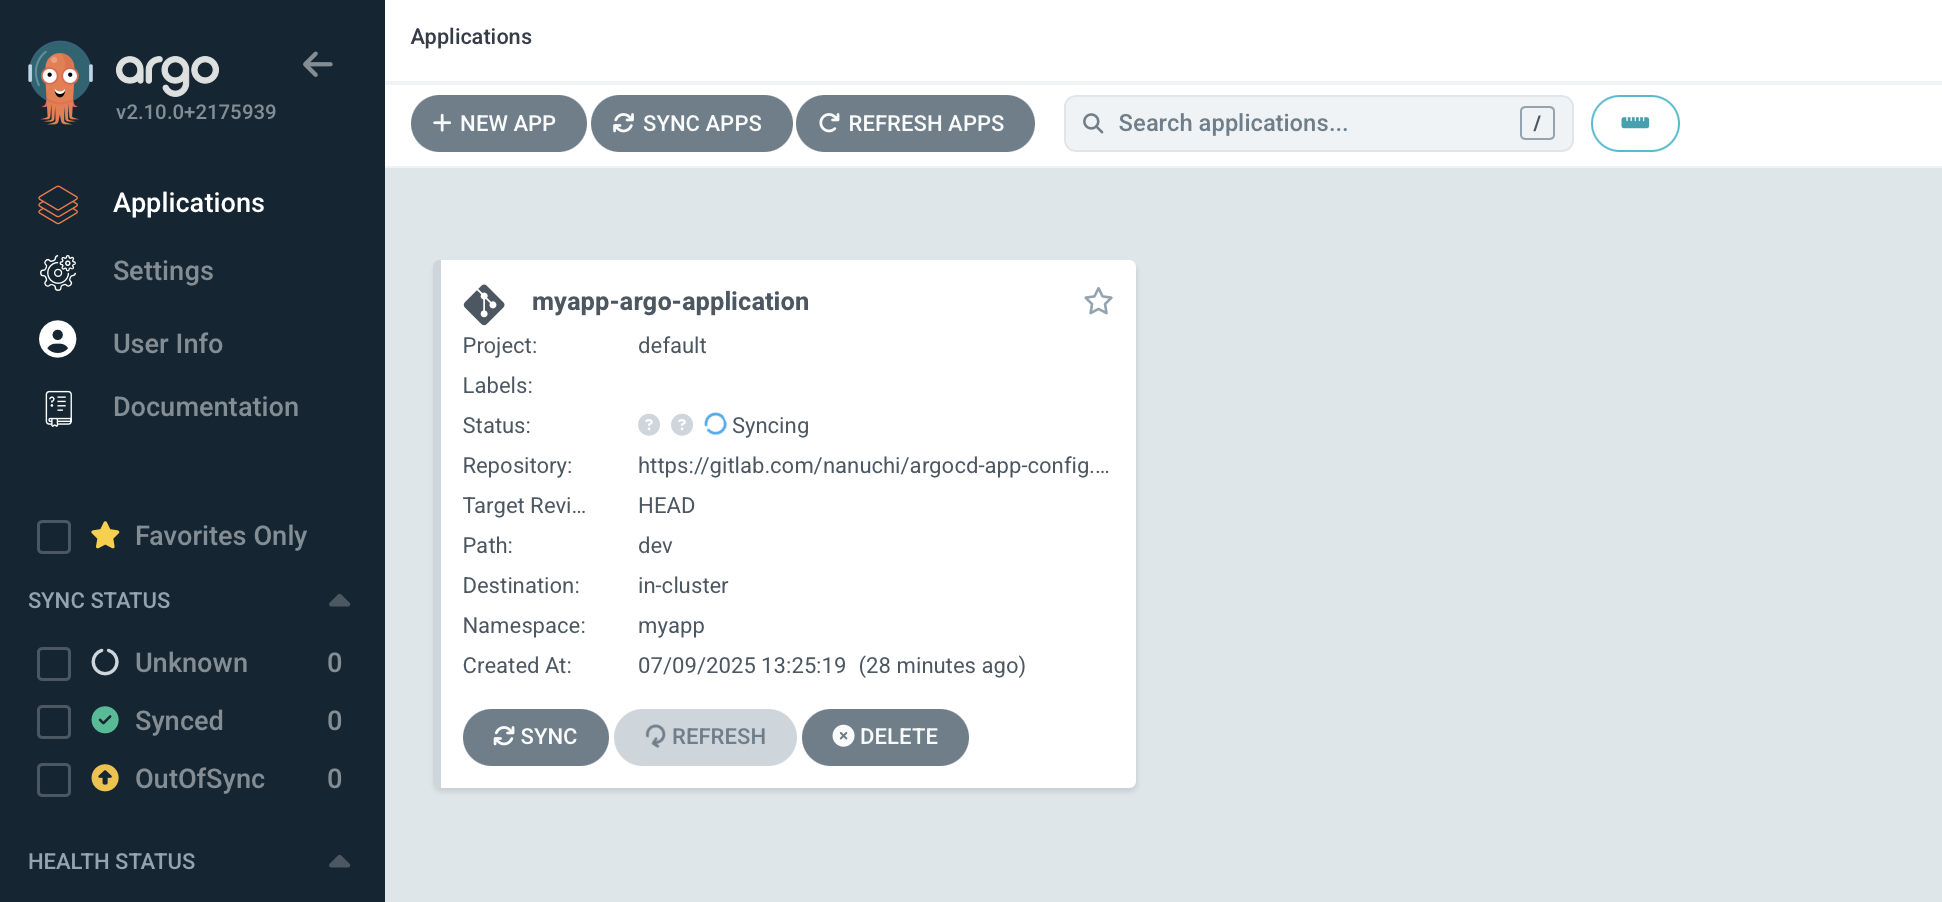 argo
v2.10.0+2175939
Applications
Settings
User Info
Documentation
Favorites Only
SYNC STATUS
Unknown 0
Synced 0
OutOfSync 0
HEALTH STATUS
Applications
+ NEW APP SYNC APPS REFRESH APPS Search applications... /
myapp-argo-application
Project: default
Labels:
Status: ? ? Syncing
Repository: https://gitlab.com/nanuchi/argocd-app-config....
Target Revi... HEAD
Path: dev
Destination: in-cluster
Namespace: myapp
Created At: 07/09/2025 13:25:19 (28 minutes ago)
SYNC REFRESH DELETE